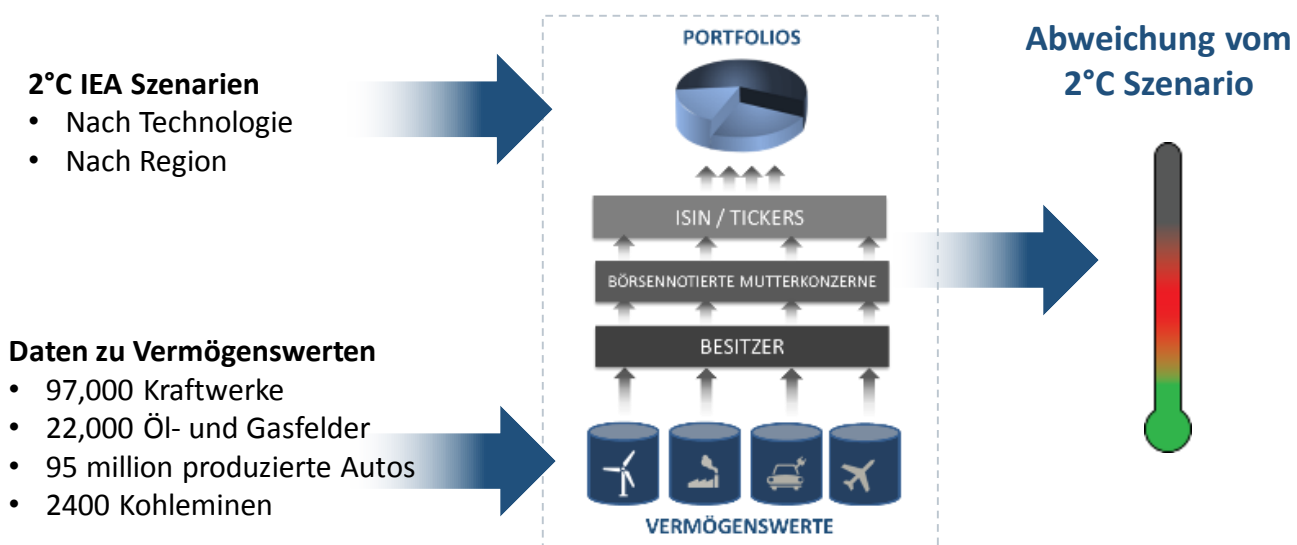 2°C IEA Szenarien
• Nach Technologie
• Nach Region
Daten zu Vermögenswerten
• 97,000 Kraftwerke
• 22,000 Öl- und Gasfelder
• 95 million produzierte Autos
• 2400 Kohleminen
PORTFOLIOS
ISIN / TICKERS
BÖRSENNOTIERTE MUTTERKONZERNE
BESITZER
VERMÖGENSWERTE
Abweichung vom
2°C Szenario